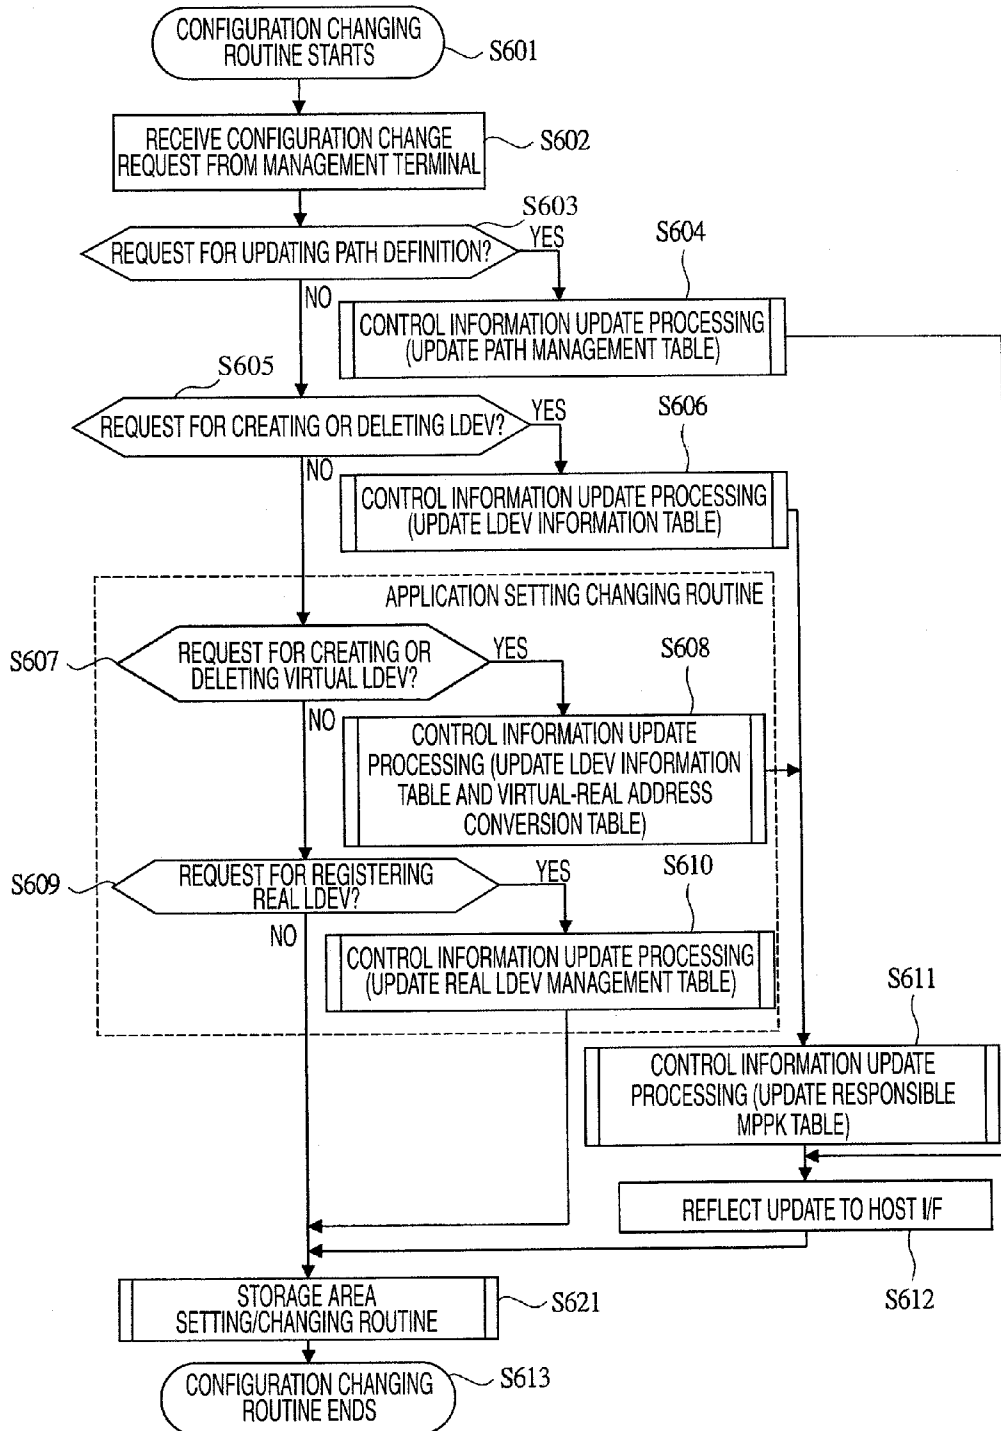 CONFIGURATION CHANGING
ROUTINE STARTS
S601
RECEIVE CONFIGURATION CHANGE
REQUEST FROM MANAGEMENT TERMINAL
S602
S603
REQUEST FOR UPDATING PATH DEFINITION?
YES
NO
S604
CONTROL INFORMATION UPDATE PROCESSING
(UPDATE PATH MANAGEMENT TABLE)
S605
REQUEST FOR CREATING OR DELETING LDEV?
YES
NO
S606
CONTROL INFORMATION UPDATE PROCESSING
(UPDATE LDEV INFORMATION TABLE)
APPLICATION SETTING CHANGING ROUTINE
S607
REQUEST FOR CREATING OR
DELETING VIRTUAL LDEV?
YES
NO
S608
CONTROL INFORMATION UPDATE
PROCESSING (UPDATE LDEV INFORMATION
TABLE AND VIRTUAL-REAL ADDRESS
CONVERSION TABLE)
S609
REQUEST FOR REGISTERING
REAL LDEV?
YES
NO
S610
CONTROL INFORMATION UPDATE PROCESSING
(UPDATE REAL LDEV MANAGEMENT TABLE)
S611
CONTROL INFORMATION UPDATE
PROCESSING (UPDATE RESPONSIBLE
MPPK TABLE)
REFLECT UPDATE TO HOST I/F
S612
STORAGE AREA
SETTING/CHANGING ROUTINE
S621
CONFIGURATION CHANGING
ROUTINE ENDS
S613